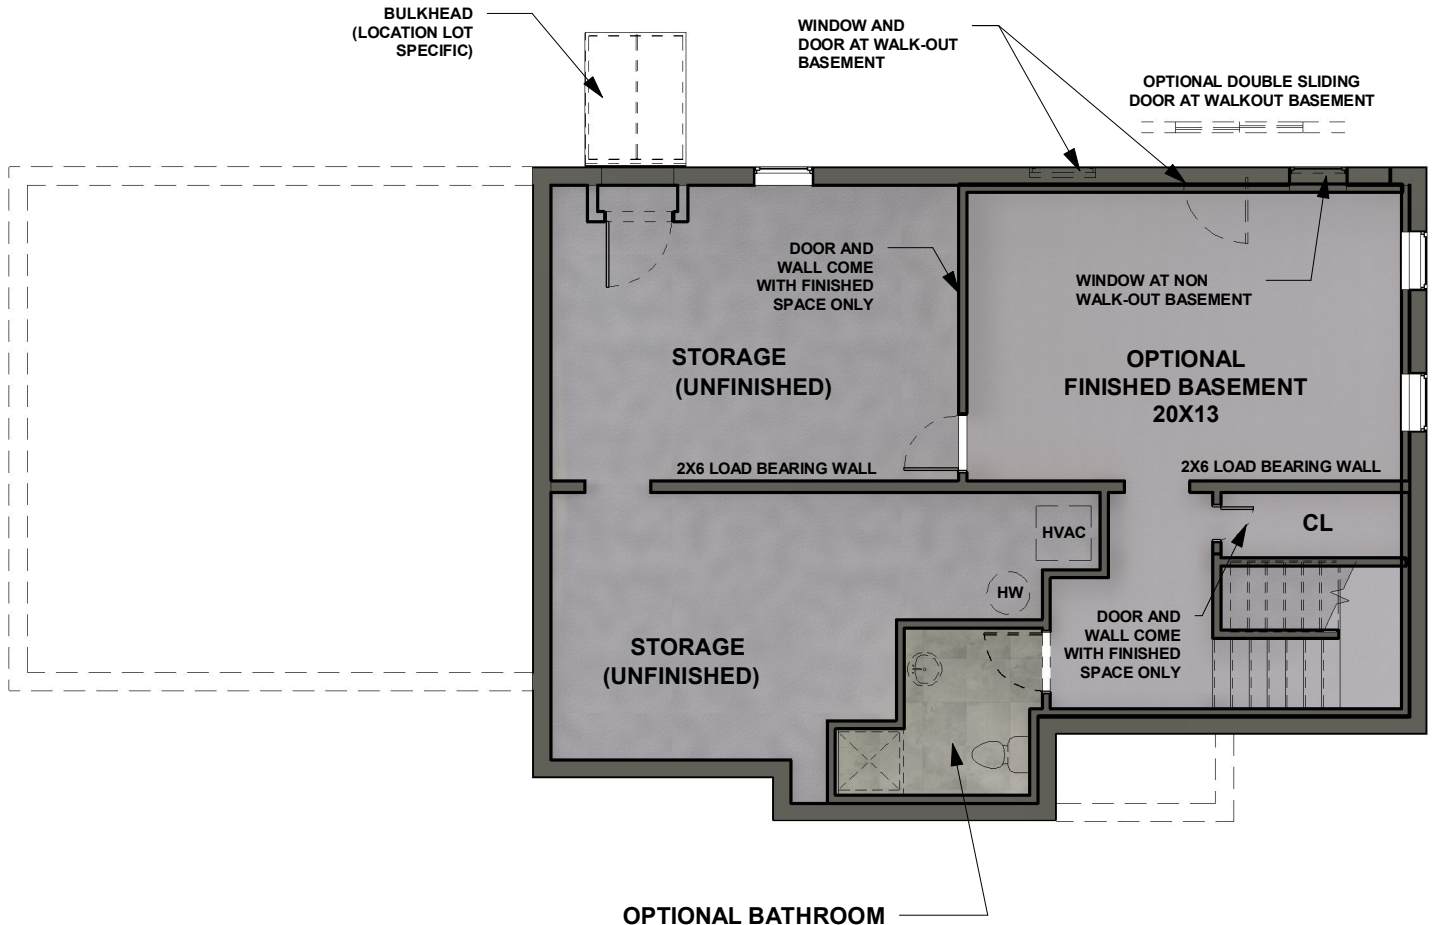 BULKHEAD
(LOCATION LOT
SPECIFIC)
WINDOW AND
DOOR AT WALK-OUT
BASEMENT
OPTIONAL DOUBLE SLIDING
DOOR AT WALKOUT BASEMENT
DOOR AND
WALL COME
WITH FINISHED
SPACE ONLY
WINDOW AT NON
WALK-OUT BASEMENT
STORAGE
(UNFINISHED)
OPTIONAL
FINISHED BASEMENT
20X13
2X6 LOAD BEARING WALL
2X6 LOAD BEARING WALL
HVAC
CL
HW
DOOR AND
WALL COME
WITH FINISHED
SPACE ONLY
STORAGE
(UNFINISHED)
OPTIONAL BATHROOM